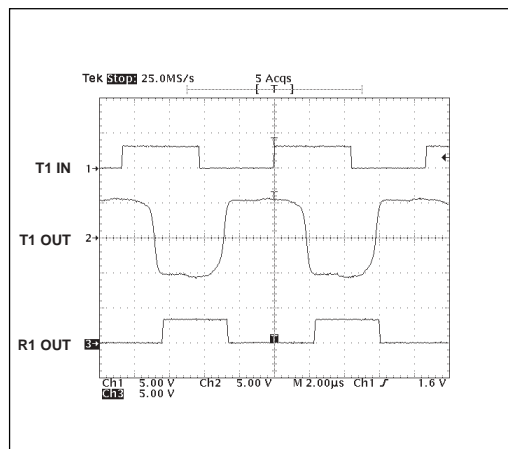 Tek Stop: 25.0MS/s 5 Acqs
[ T ]
T
T1 IN 1
T
T1 OUT 2
T
R1 OUT 3
Ch1 5.00 V Ch2 5.00 V M 2.00µs Ch1 ƒ 1.6 V
Ch3 5.00 V